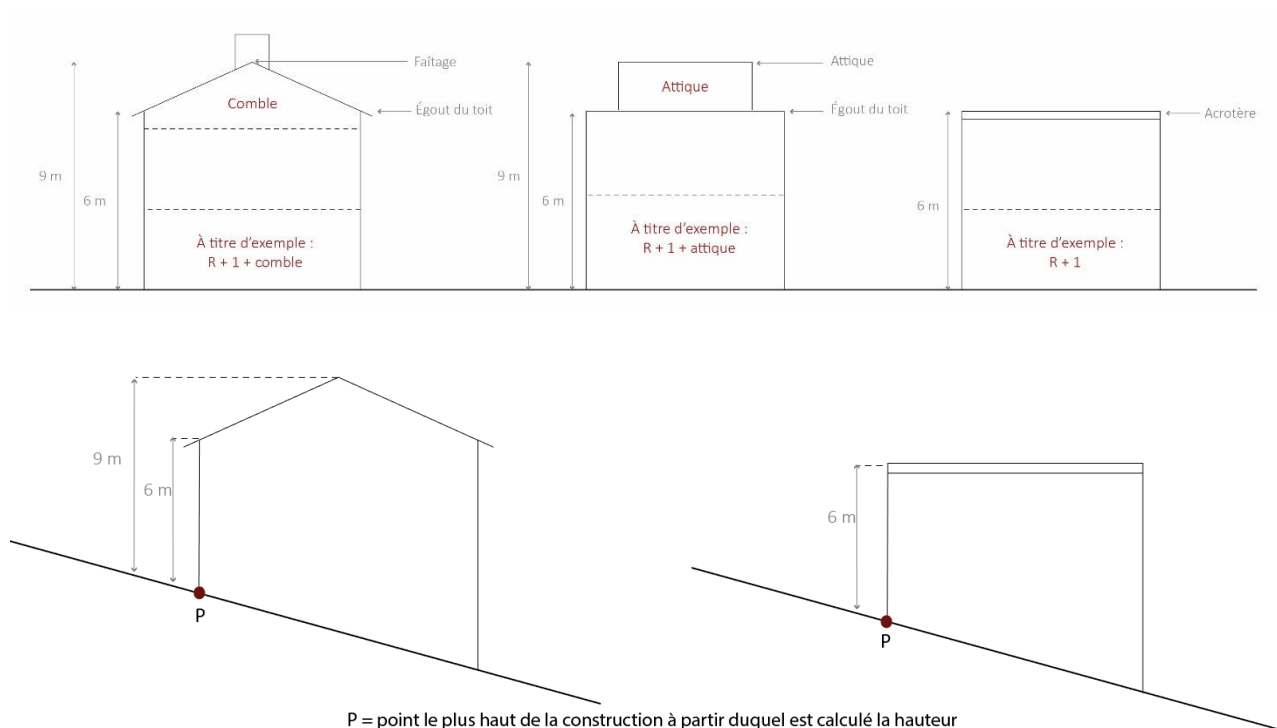 Faîtage
Comble
Égout du toit
9 m
6 m
À titre d'exemple :
R + 1 + comble
Attique
Attique
Égout du toit
9 m
6 m
À titre d'exemple :
R + 1 + attique
Acrotère
6 m
À titre d'exemple :
R + 1
9 m
6 m
P
6 m
P
P = point le plus haut de la construction à partir duquel est calculé la hauteur